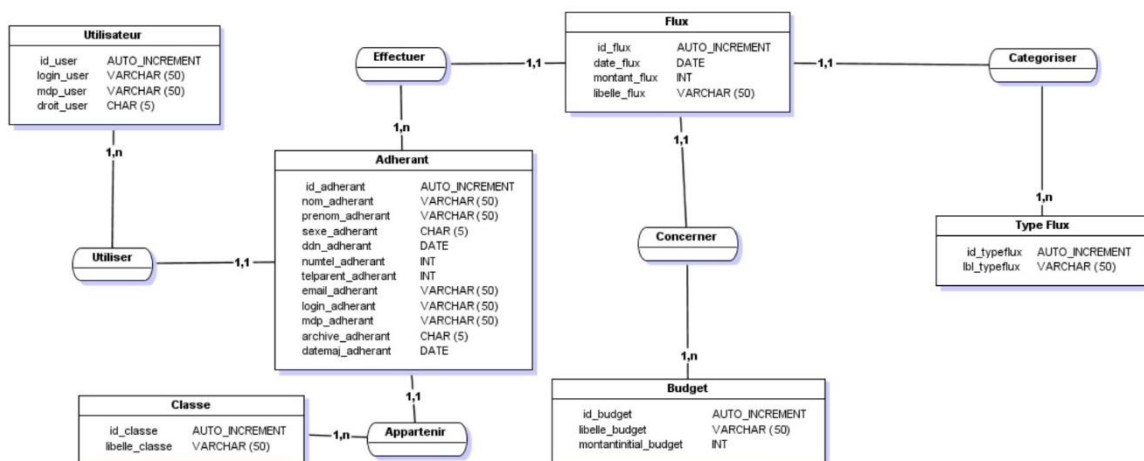 Utilisateur
id_user AUTO_INCREMENT
login_user VARCHAR (50)
mdp_user VARCHAR (50)
droit_user CHAR (5)
1,n
Utiliser
1,1
Effectuer
1,1
1,n
Flux
id_flux AUTO_INCREMENT
date_flux DATE
montant_flux INT
libelle_flux VARCHAR (50)
1,1
Categoriser
1,n
Type Flux
id_typeflux AUTO_INCREMENT
lbl_typeflux VARCHAR (50)
Adherant
id_adherant AUTO_INCREMENT
nom_adherant VARCHAR (50)
prenom_adherant VARCHAR (50)
sexe_adherant CHAR (5)
ddn_adherant DATE
numtel_adherant INT
telparent_adherant INT
email_adherant VARCHAR (50)
login_adherant VARCHAR (50)
mdp_adherant VARCHAR (50)
archive_adherant CHAR (5)
datemaj_adherant DATE
1,1
Concerner
1,n
Budget
id_budget AUTO_INCREMENT
libelle_budget VARCHAR (50)
montantinitial_budget INT
1,1
Appartenir
1,n
Classe
id_classe AUTO_INCREMENT
libelle_classe VARCHAR (50)